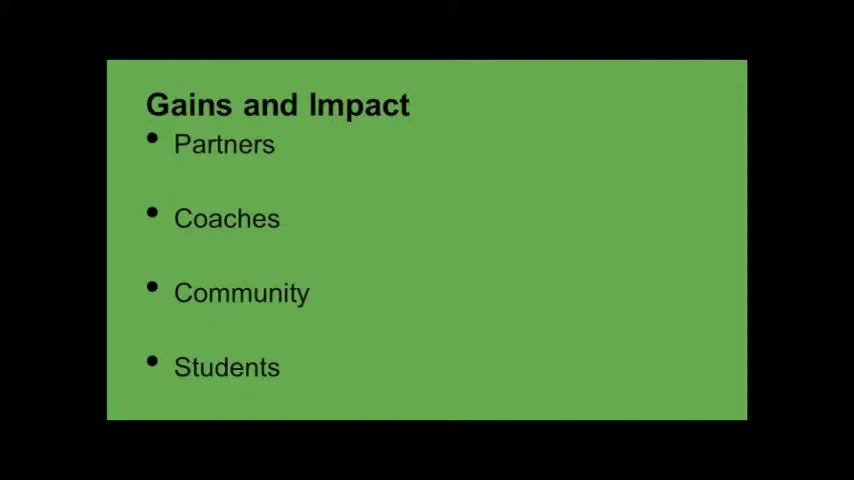 Gains and Impact
• Partners
• Coaches
• Community
• Students